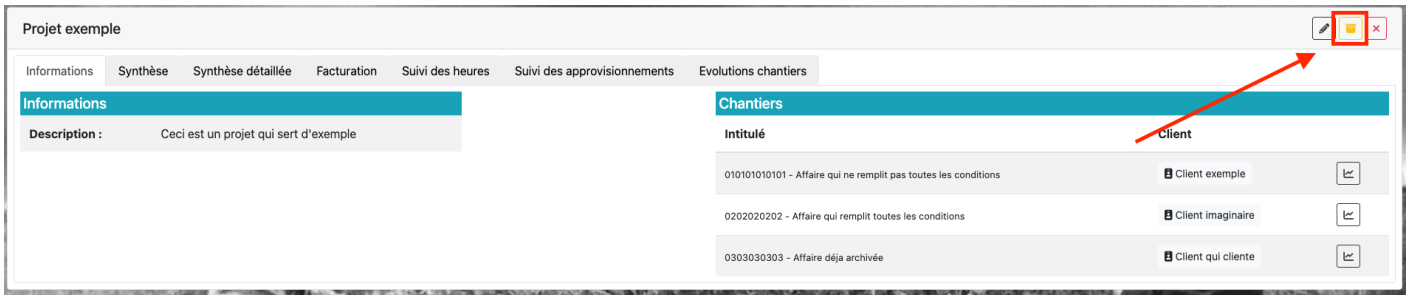 Projet exemple
Informations Synthèse Synthèse détaillée Facturation Suivi des heures Suivi des approvisionnements Evolutions chantiers
Informations
Description : Ceci est un projet qui sert d'exemple
Chantiers
Intitulé Client
010101010101 - Affaire qui ne remplit pas toutes les conditions Client exemple
0202020202 - Affaire qui remplit toutes les conditions Client imaginaire
0303030303 - Affaire déja archivée Client qui cliente